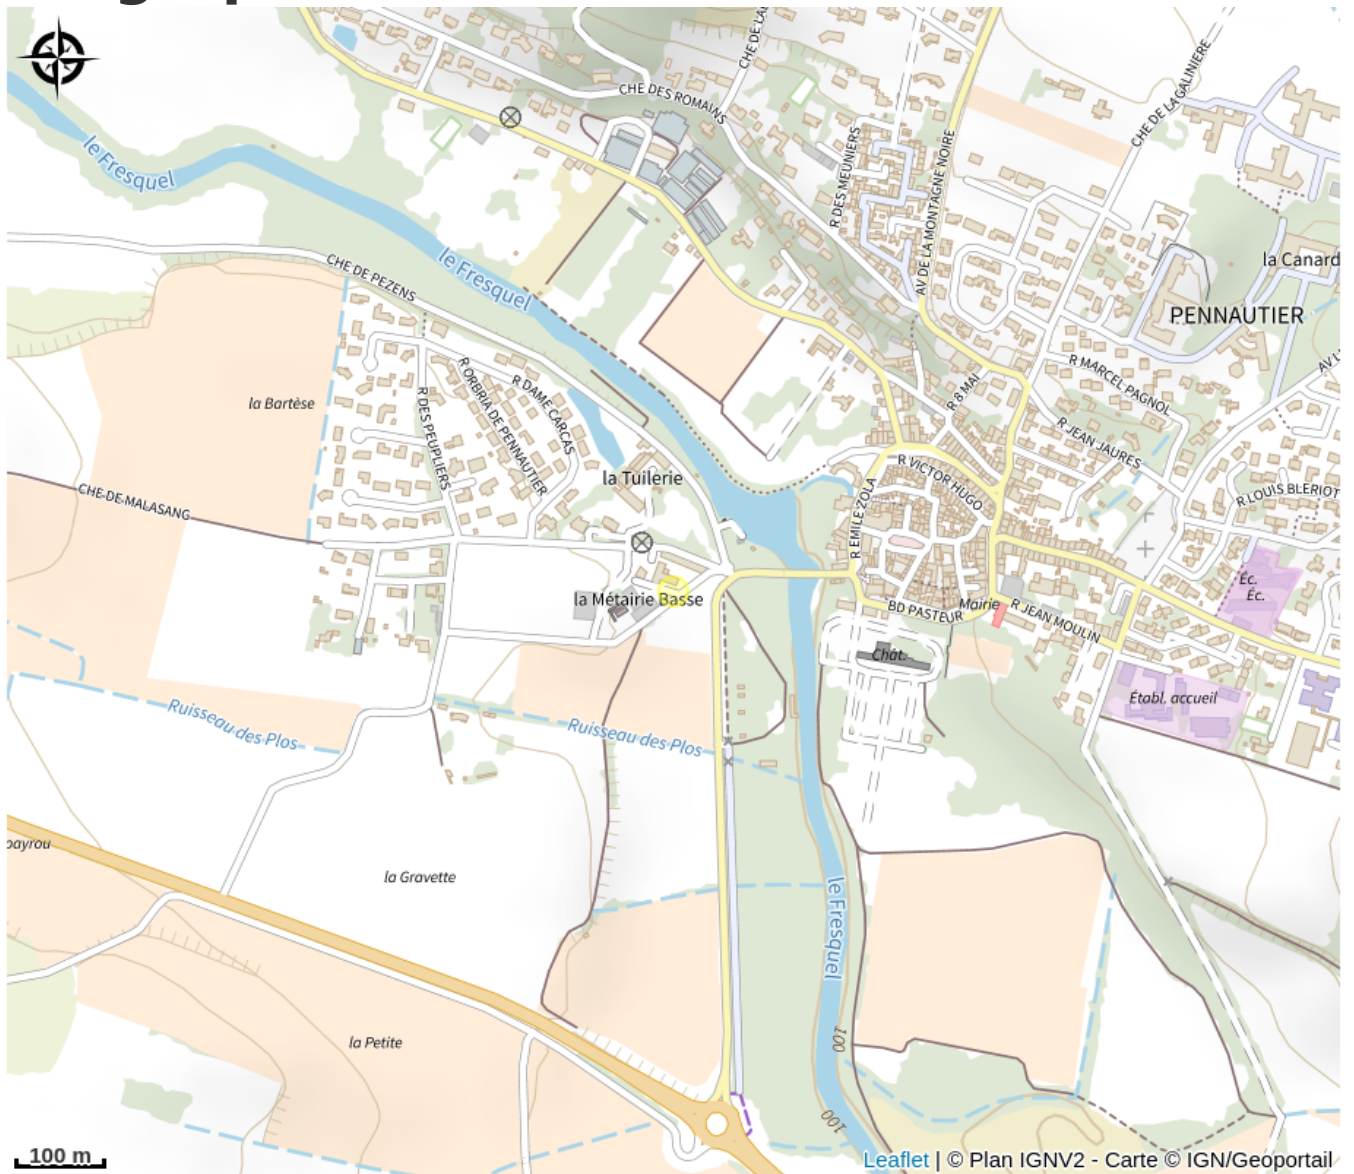 CHE DES ROMAINS
CHE DE LA GALINIERE
R DES MEUNIERS
AV DE LA MONTAGNE NOIRE
le Fresquel
le Fresquel
CHE DE PEZENS
la Canard
PENNAUTIER
R MARCEL PAGNOL
R 8 MAI
R DAME CARCAS
R ORBRIA DE PENNAUTIER
R DES PEUPLIERS
la Bartèse
R JEAN JAURES
R VICTOR HUGO
la Tuilerie
R LOUIS BLERIOT
CHE DE MALASANG
R EMILE ZOLA
Éc.
Éc.
la Métairie Basse
BD PASTEUR
Mairie
R JEAN MOULIN
Chât.
Établ. accueil
Ruisseau des Plos
Ruisseau des Plos
payrou
la Gravette
le Fresquel
la Petite
100
100
100 m
Leaflet | © Plan IGNV2 - Carte © IGN/Geoportail